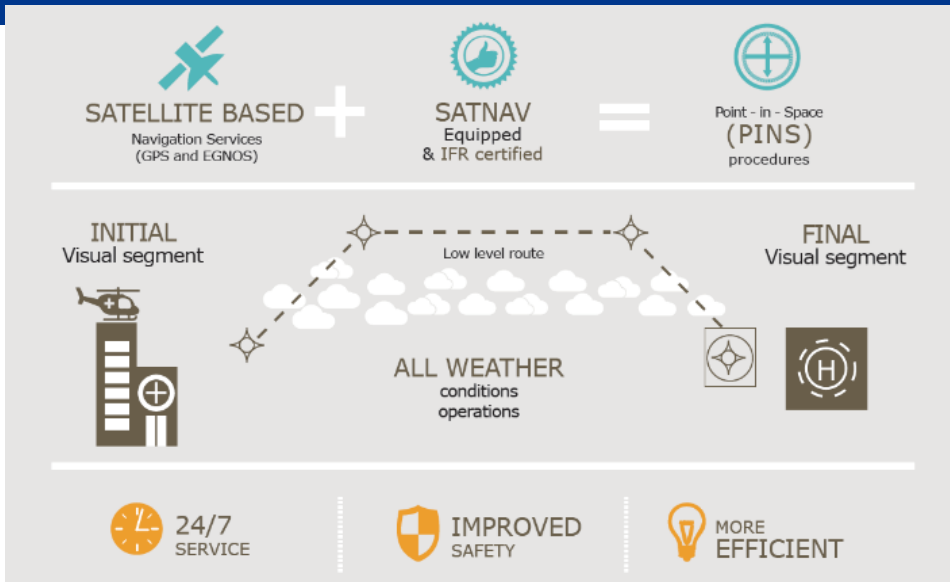 SATELLITE BASED
Navigation Services
(GPS and EGNOS)
SATNAV
Equipped
& IFR certified
Point - in - Space
(PINS)
procedures
INITIAL
Visual segment
Low level route
FINAL
Visual segment
ALL WEATHER
conditions
operations
H
24/7
SERVICE
IMPROVED
SAFETY
MORE
EFFICIENT